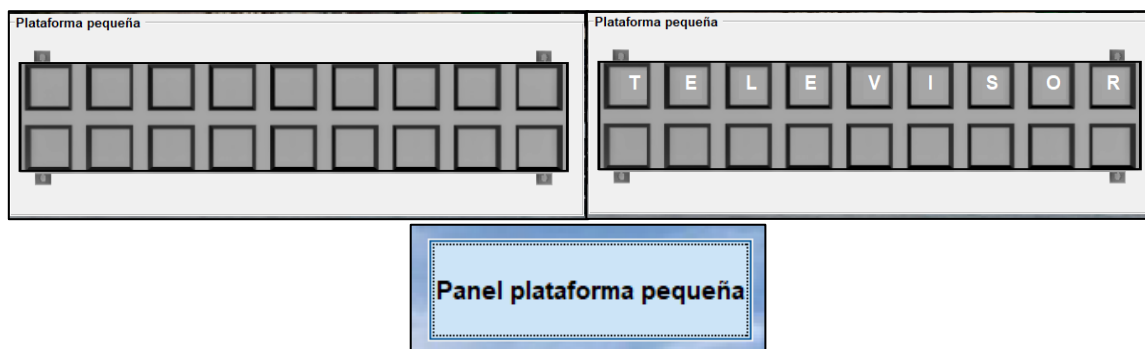 Plataforma pequeña
Plataforma pequeña
T E L E V I S O R
Panel plataforma pequeña